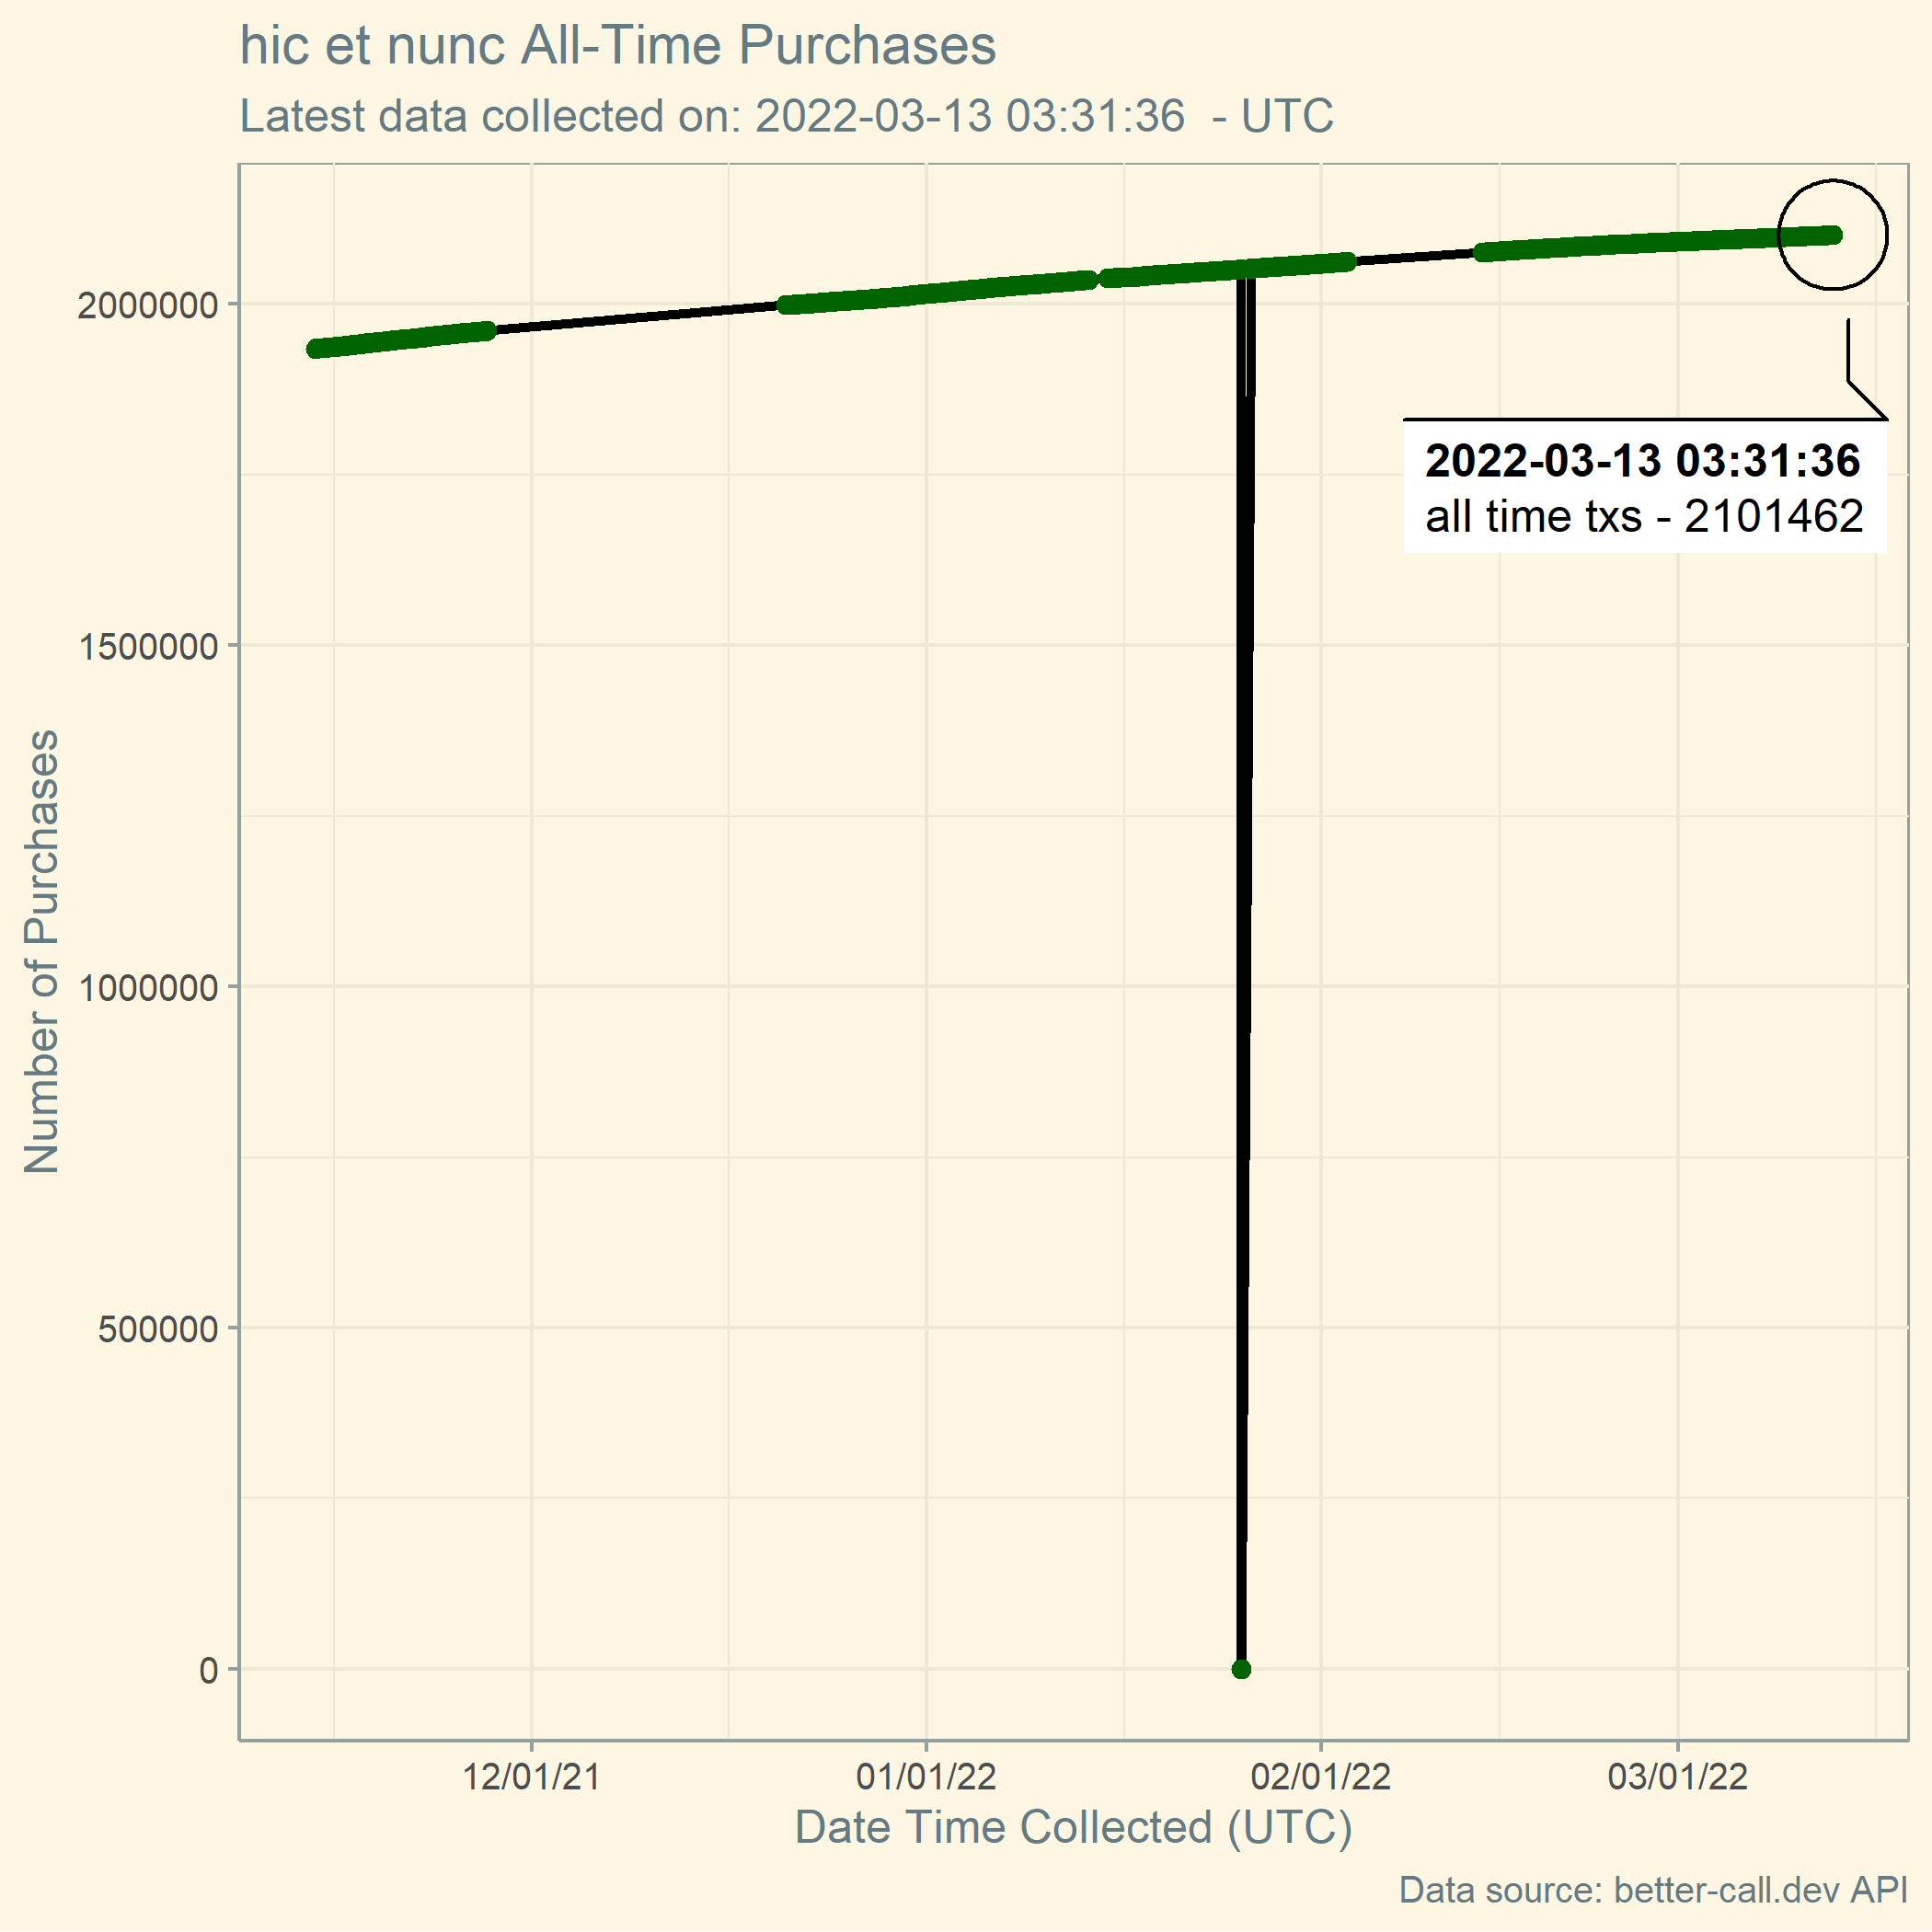 hic et nunc All-Time Purchases
Latest data collected on: 2022-03-13 03:31:36  - UTC
Number of Purchases
2000000
1500000
1000000
500000
0
2022-03-13 03:31:36
all time txs - 2101462
12/01/21
01/01/22
02/01/22
03/01/22
Date Time Collected (UTC)
Data source: better-call.dev API